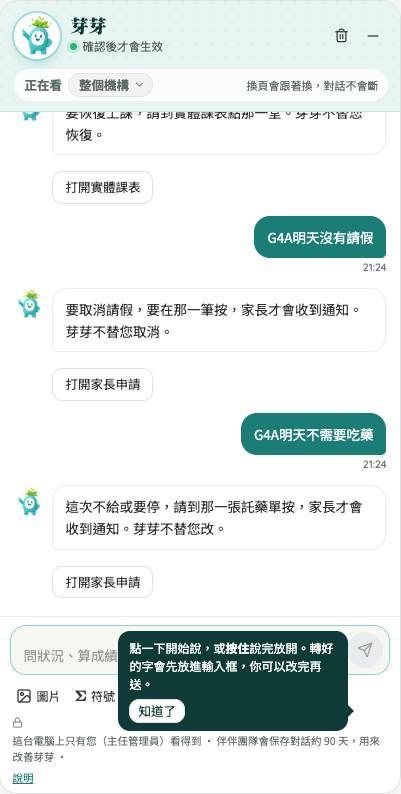 芽芽
確認後才會生效
正在看 整個機構 換頁會跟著換，對話不會斷
要恢復上課，請到實體課表點那一堂。芽芽不替您
恢復。
打開實體課表
G4A明天沒有請假
21:24
要取消請假，要在那一筆按，家長才會收到通知。
芽芽不替您取消。
打開家長申請
G4A明天不需要吃藥
21:24
這次不給或要停，請到那一張託藥單按，家長才會
收到通知。芽芽不替您改。
打開家長申請
問狀況、算成績
點一下開始說，或按住說完放開。轉好
的字會先放進輸入框，你可以改完再
送。
知道了
圖片 符號
這台電腦上只有您（主任管理員）看得到 · 伴伴團隊會保存對話約 90 天，用來
改善芽芽 ·
說明